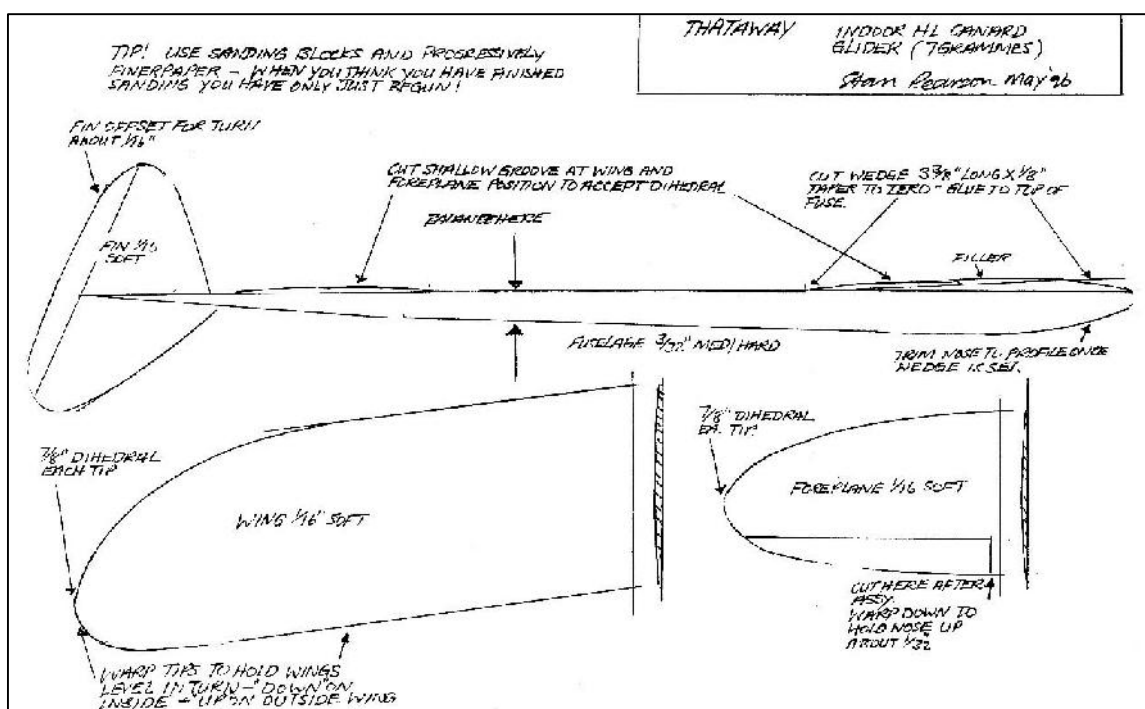 THATAWAY
INDOOR HL CANARD
GLIDER (7GRAMMES)
Stan Pearson May '96
TIP! USE SANDING BLOCKS AND PROGRESSIVELY
FINER PAPER – WHEN YOU THINK YOU HAVE FINISHED
SANDING YOU HAVE ONLY JUST BEGUN!
FIN OFFSET FOR TURN
ABOUT 1/16"
CUT SHALLOW GROOVE AT WING AND
FOREPLANE POSITION TO ACCEPT DIHEDRAL
CUT WEDGE 3 3/8" LONG X 1/8"
TAPER TO ZERO - GLUE TO TOP OF
FUSE.
BALANCE HERE
FIN 1/16
SOFT
FILLER
FUSELAGE 3/32" MED/HARD
TRIM NOSE TO PROFILE ONCE
WEDGE IS SET.
7/8" DIHEDRAL
EACH TIP
7/8" DIHEDRAL
EA. TIP.
WING 1/16" SOFT
FOREPLANE 1/16 SOFT
CUT HERE AFTER
ASSY.
WARP DOWN TO
HOLD NOSE UP
ABOUT 1/32"
WARP TIPS TO HOLD WINGS
LEVEL IN TURN – "DOWN" ON
INSIDE – "UP" ON OUTSIDE WING